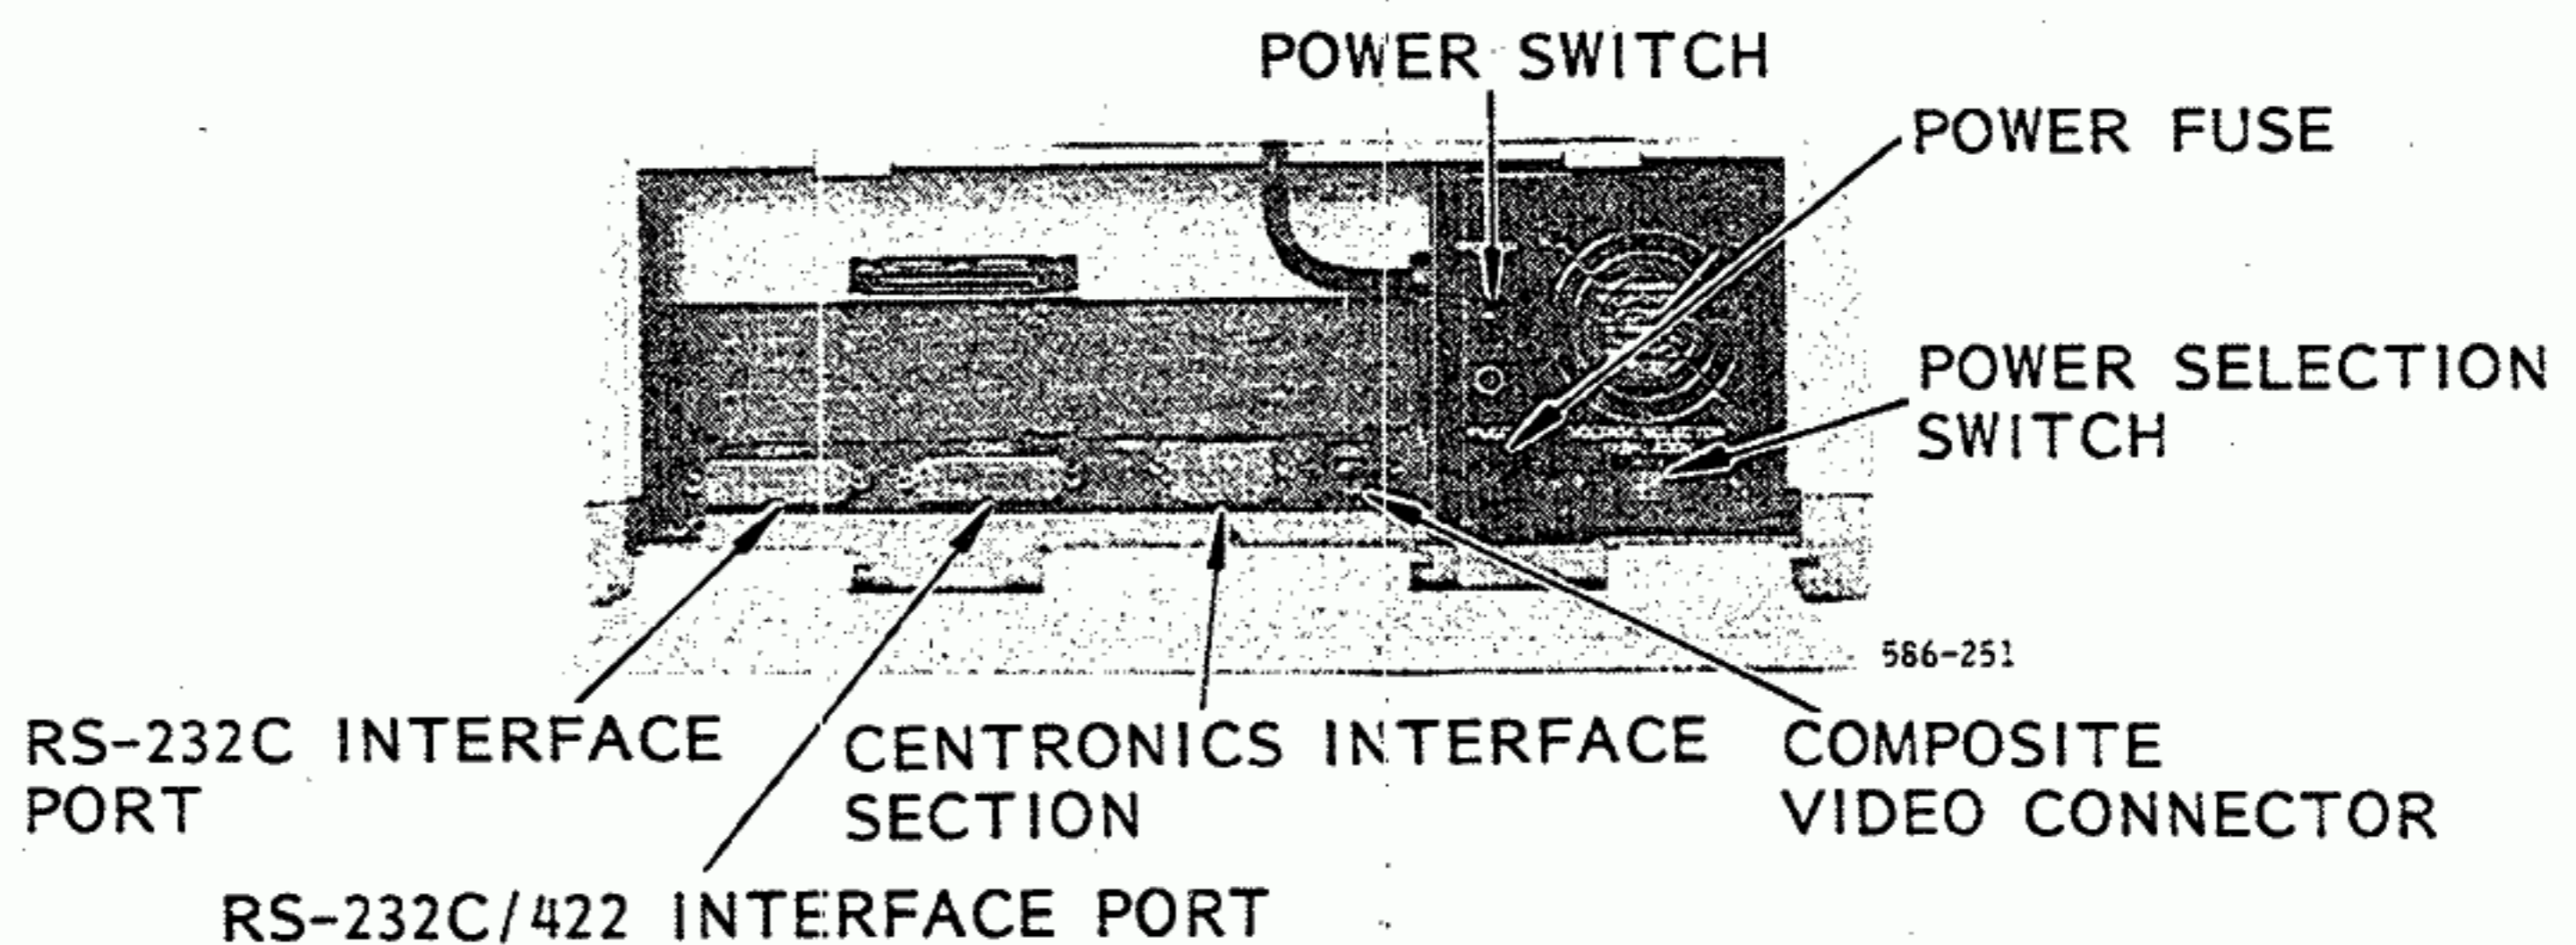 POWER SWITCH
POWER FUSE
POWER SELECTION
SWITCH
586-251
RS-232C INTERFACE
PORT
CENTRONICS INTERFACE
SECTION
COMPOSITE
VIDEO CONNECTOR
RS-232C/422 INTERFACE PORT